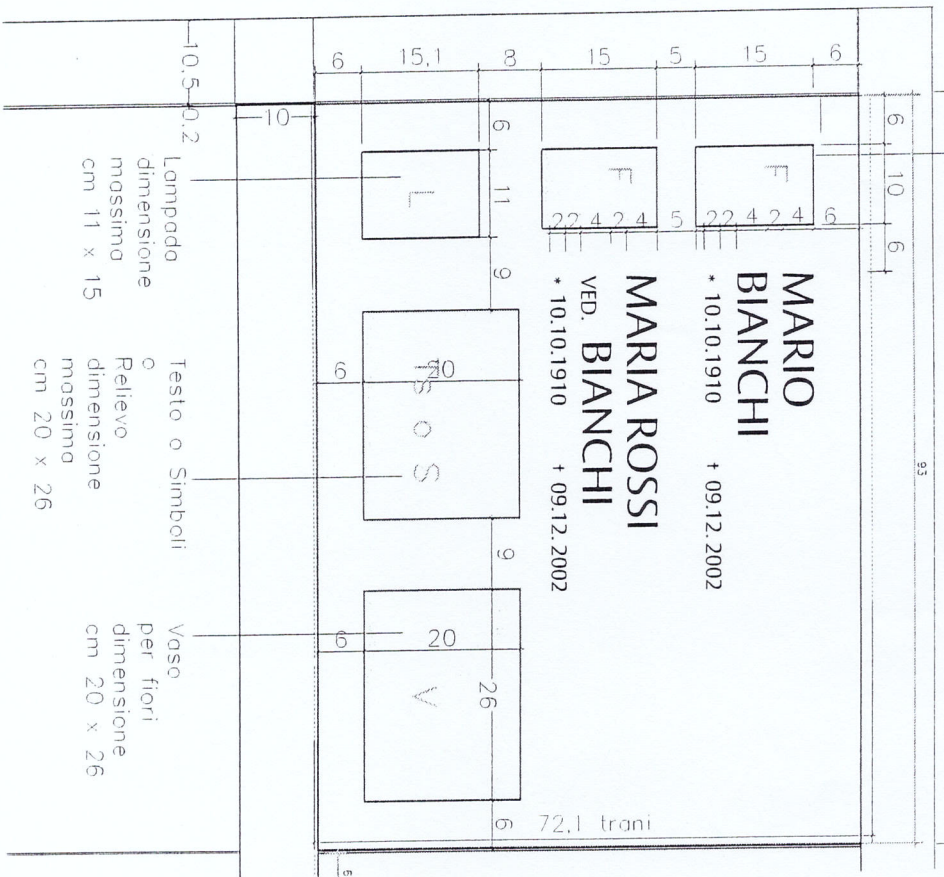 93
6 10 6
6
15
5
15
8
15,1
6
F
4 2 4 2 2
6
5
MARIO
BIANCHI
* 10.10.1910 † 09.12.2002
F
4 2 4 2 2
MARIA ROSSI
VED. BIANCHI
* 10.10.1910 † 09.12.2002
72,1 trani
6 11 9 9 26 6
L
T o S
20
6
V
20
6
10
10,5
0,2
Lampada
dimensione
massima
cm 11 x 15
Testo o Simboli
o
Relievo
dimensione
massima
cm 20 x 26
Vaso
per fiori
dimensione
cm 20 x 26